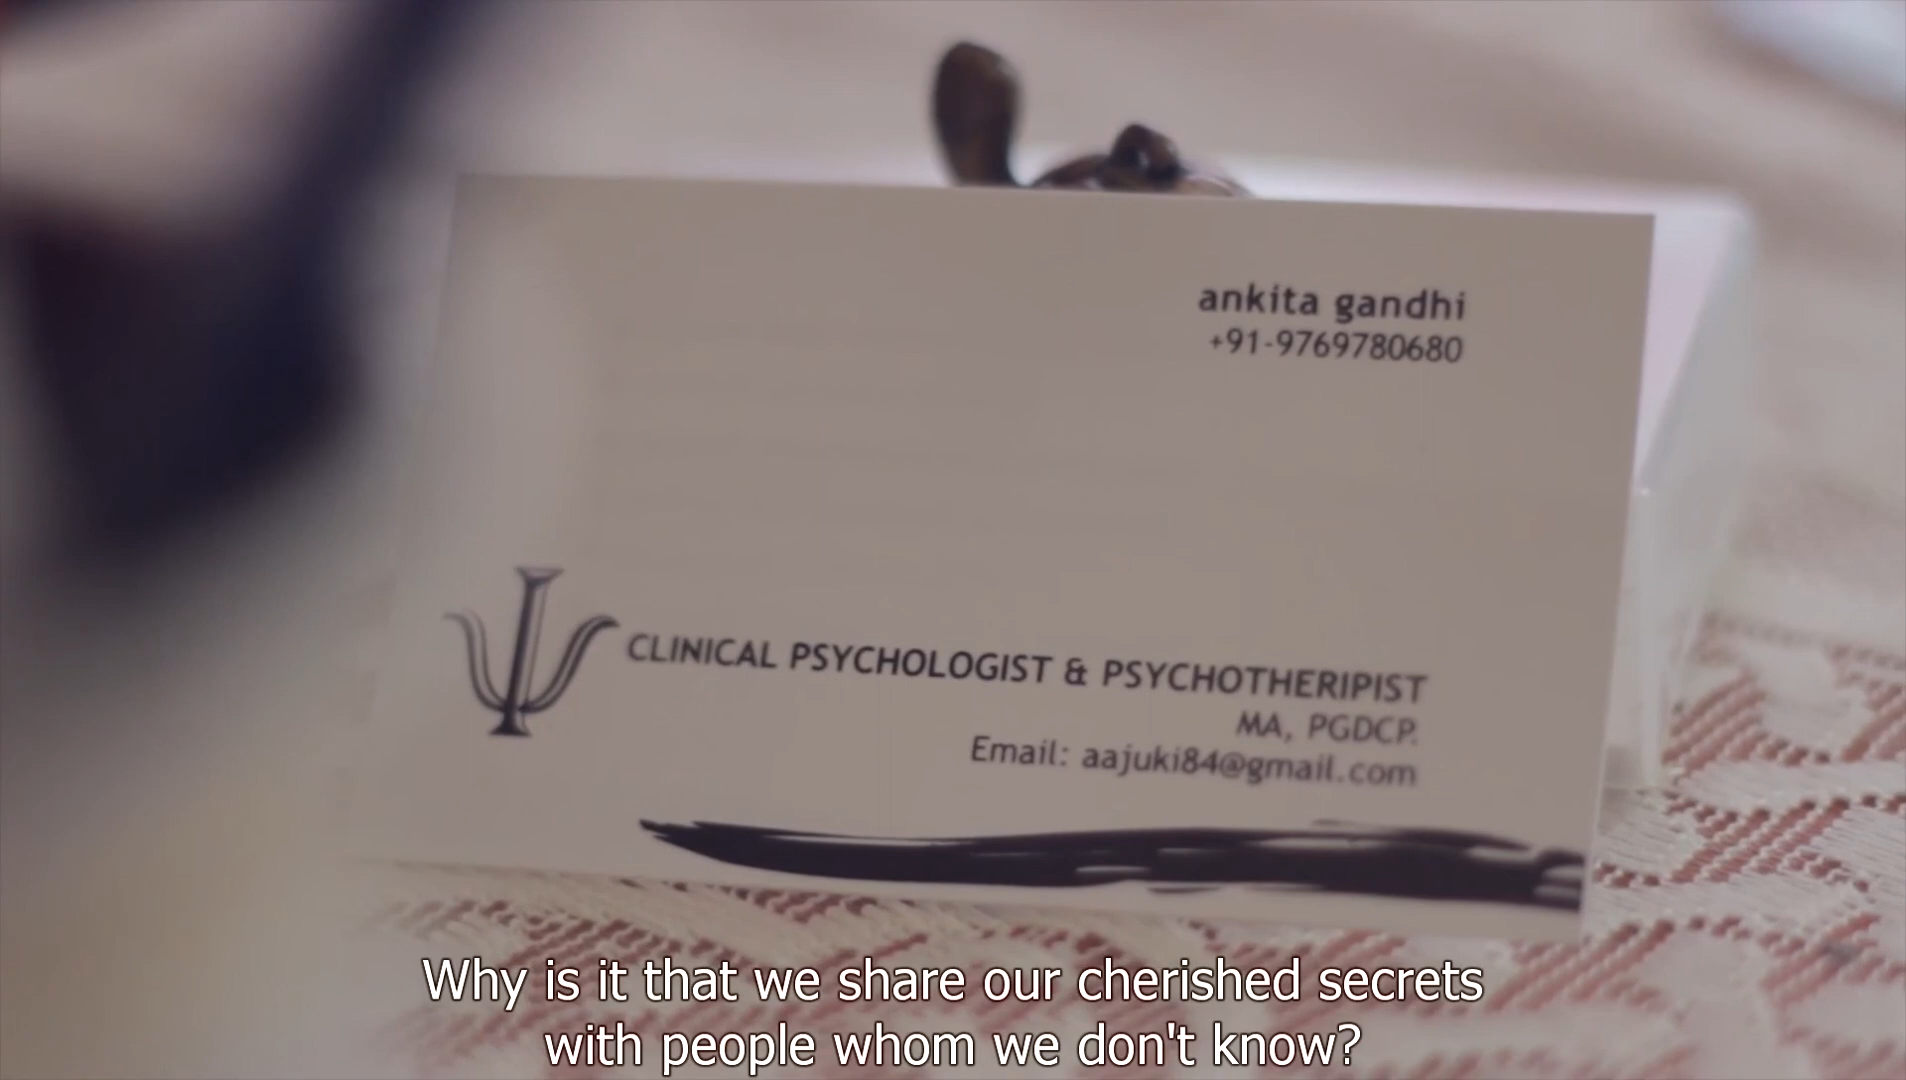 ankita gandhi
+91-9769780680
CLINICAL PSYCHOLOGIST & PSYCHOTHERIPIST
MA, PGDCP.
Email: aajuki84@gmail.com
Why is it that we share our cherished secrets
with people whom we don't know?